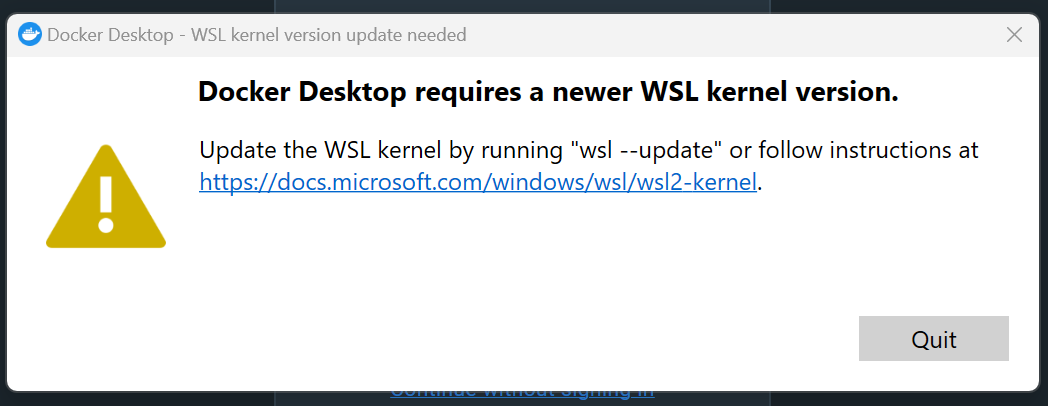 Docker Desktop - WSL kernel version update needed
Docker Desktop requires a newer WSL kernel version.
Update the WSL kernel by running "wsl --update" or follow instructions at
https://docs.microsoft.com/windows/wsl/wsl2-kernel.
Quit
Continue without signing in